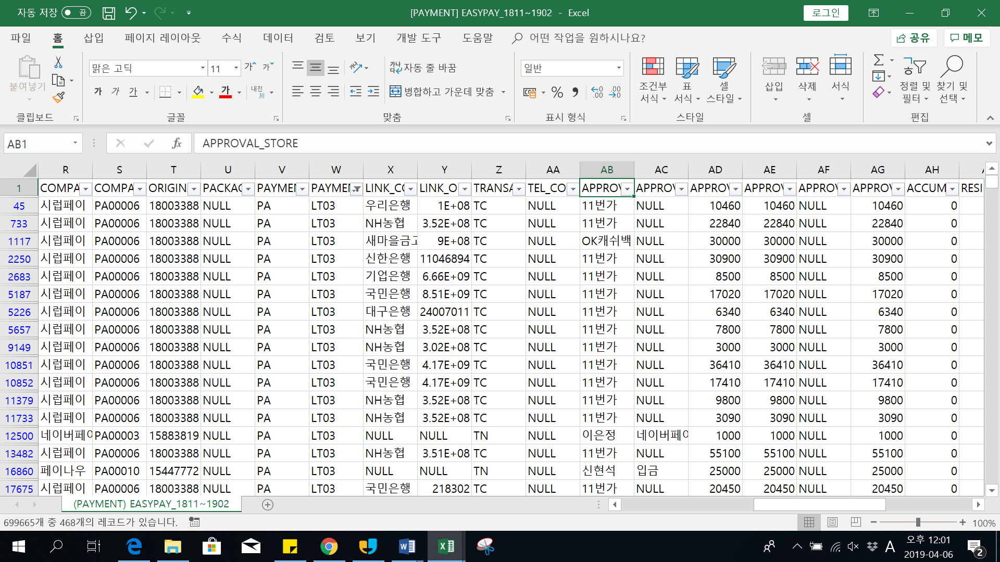 자동 저장 끔 [PAYMENT] EASYPAY_1811~1902 - Excel 로그인
파일 홈 삽입 페이지 레이아웃 수식 데이터 검토 보기 개발 도구 도움말 어떤 작업을 원하시나요? 공유 메모
붙여넣기 맑은 고딕 11 가 가 자동 줄 바꿈 일반 조건부 서식 표 서식 셀 스타일 삽입 삭제 서식 정렬 및 필터 찾기 및 선택
가 가 가 가 내천 병합하고 가운데 맞춤 % .00
클립보드 글꼴 맞춤 표시 형식 스타일 셀 편집
AB1 fx APPROVAL_STORE
R S T U V W X Y Z AA AB AC AD AE AF AG AH
1 COMPA COMPA ORIGIN PACKAG PAYMEN PAYMEN LINK_CO LINK_O TRANSA TEL_CO APPROV APPROV APPROV APPROV APPROV APPROV ACCUM RESI
45 시럽페이 PA00006 18003388 NULL PA LT03 우리은행 1E+08 TC NULL 11번가 NULL 10460 10460 NULL 10460 0
733 시럽페이 PA00006 18003388 NULL PA LT03 NH농협 3.52E+08 TC NULL 11번가 NULL 22840 22840 NULL 22840 0
1117 시럽페이 PA00006 18003388 NULL PA LT03 새마을금고 9E+08 TC NULL OK캐쉬백 NULL 30000 30000 NULL 30000 0
2250 시럽페이 PA00006 18003388 NULL PA LT03 신한은행 11046894 TC NULL 11번가 NULL 30900 30900 NULL 30900 0
2683 시럽페이 PA00006 18003388 NULL PA LT03 기업은행 6.66E+09 TC NULL 11번가 NULL 8500 8500 NULL 8500 0
5187 시럽페이 PA00006 18003388 NULL PA LT03 국민은행 8.51E+09 TC NULL 11번가 NULL 17020 17020 NULL 17020 0
5226 시럽페이 PA00006 18003388 NULL PA LT03 대구은행 24007011 TC NULL 11번가 NULL 6340 6340 NULL 6340 0
5657 시럽페이 PA00006 18003388 NULL PA LT03 NH농협 3.52E+08 TC NULL 11번가 NULL 7800 7800 NULL 7800 0
9149 시럽페이 PA00006 18003388 NULL PA LT03 NH농협 3.02E+08 TC NULL 11번가 NULL 3000 3000 NULL 3000 0
10851 시럽페이 PA00006 18003388 NULL PA LT03 국민은행 4.17E+09 TC NULL 11번가 NULL 36410 36410 NULL 36410 0
10852 시럽페이 PA00006 18003388 NULL PA LT03 국민은행 4.17E+09 TC NULL 11번가 NULL 17410 17410 NULL 17410 0
11379 시럽페이 PA00006 18003388 NULL PA LT03 NH농협 3.52E+08 TC NULL 11번가 NULL 9800 9800 NULL 9800 0
11733 시럽페이 PA00006 18003388 NULL PA LT03 NH농협 3.52E+08 TC NULL 11번가 NULL 3090 3090 NULL 3090 0
12500 네이버페이 PA00003 15883819 NULL PA LT03 NULL NULL TN NULL 이은정 네이버페이 1000 1000 NULL 1000 0
13482 시럽페이 PA00006 18003388 NULL PA LT03 NH농협 3.51E+08 TC NULL 11번가 NULL 55100 55100 NULL 55100 0
16860 페이나우 PA00010 15447772 NULL PA LT03 NULL NULL TN NULL 신현석 입금 25000 25000 NULL 25000 0
17675 시럽페이 PA00006 18003388 NULL PA LT03 국민은행 218302 TC NULL 11번가 NULL 20450 20450 NULL 20450 0
(PAYMENT) EASYPAY_1811~1902
699665개 중 468개의 레코드가 있습니다. 100%
A 오후 12:01
2019-04-06 2